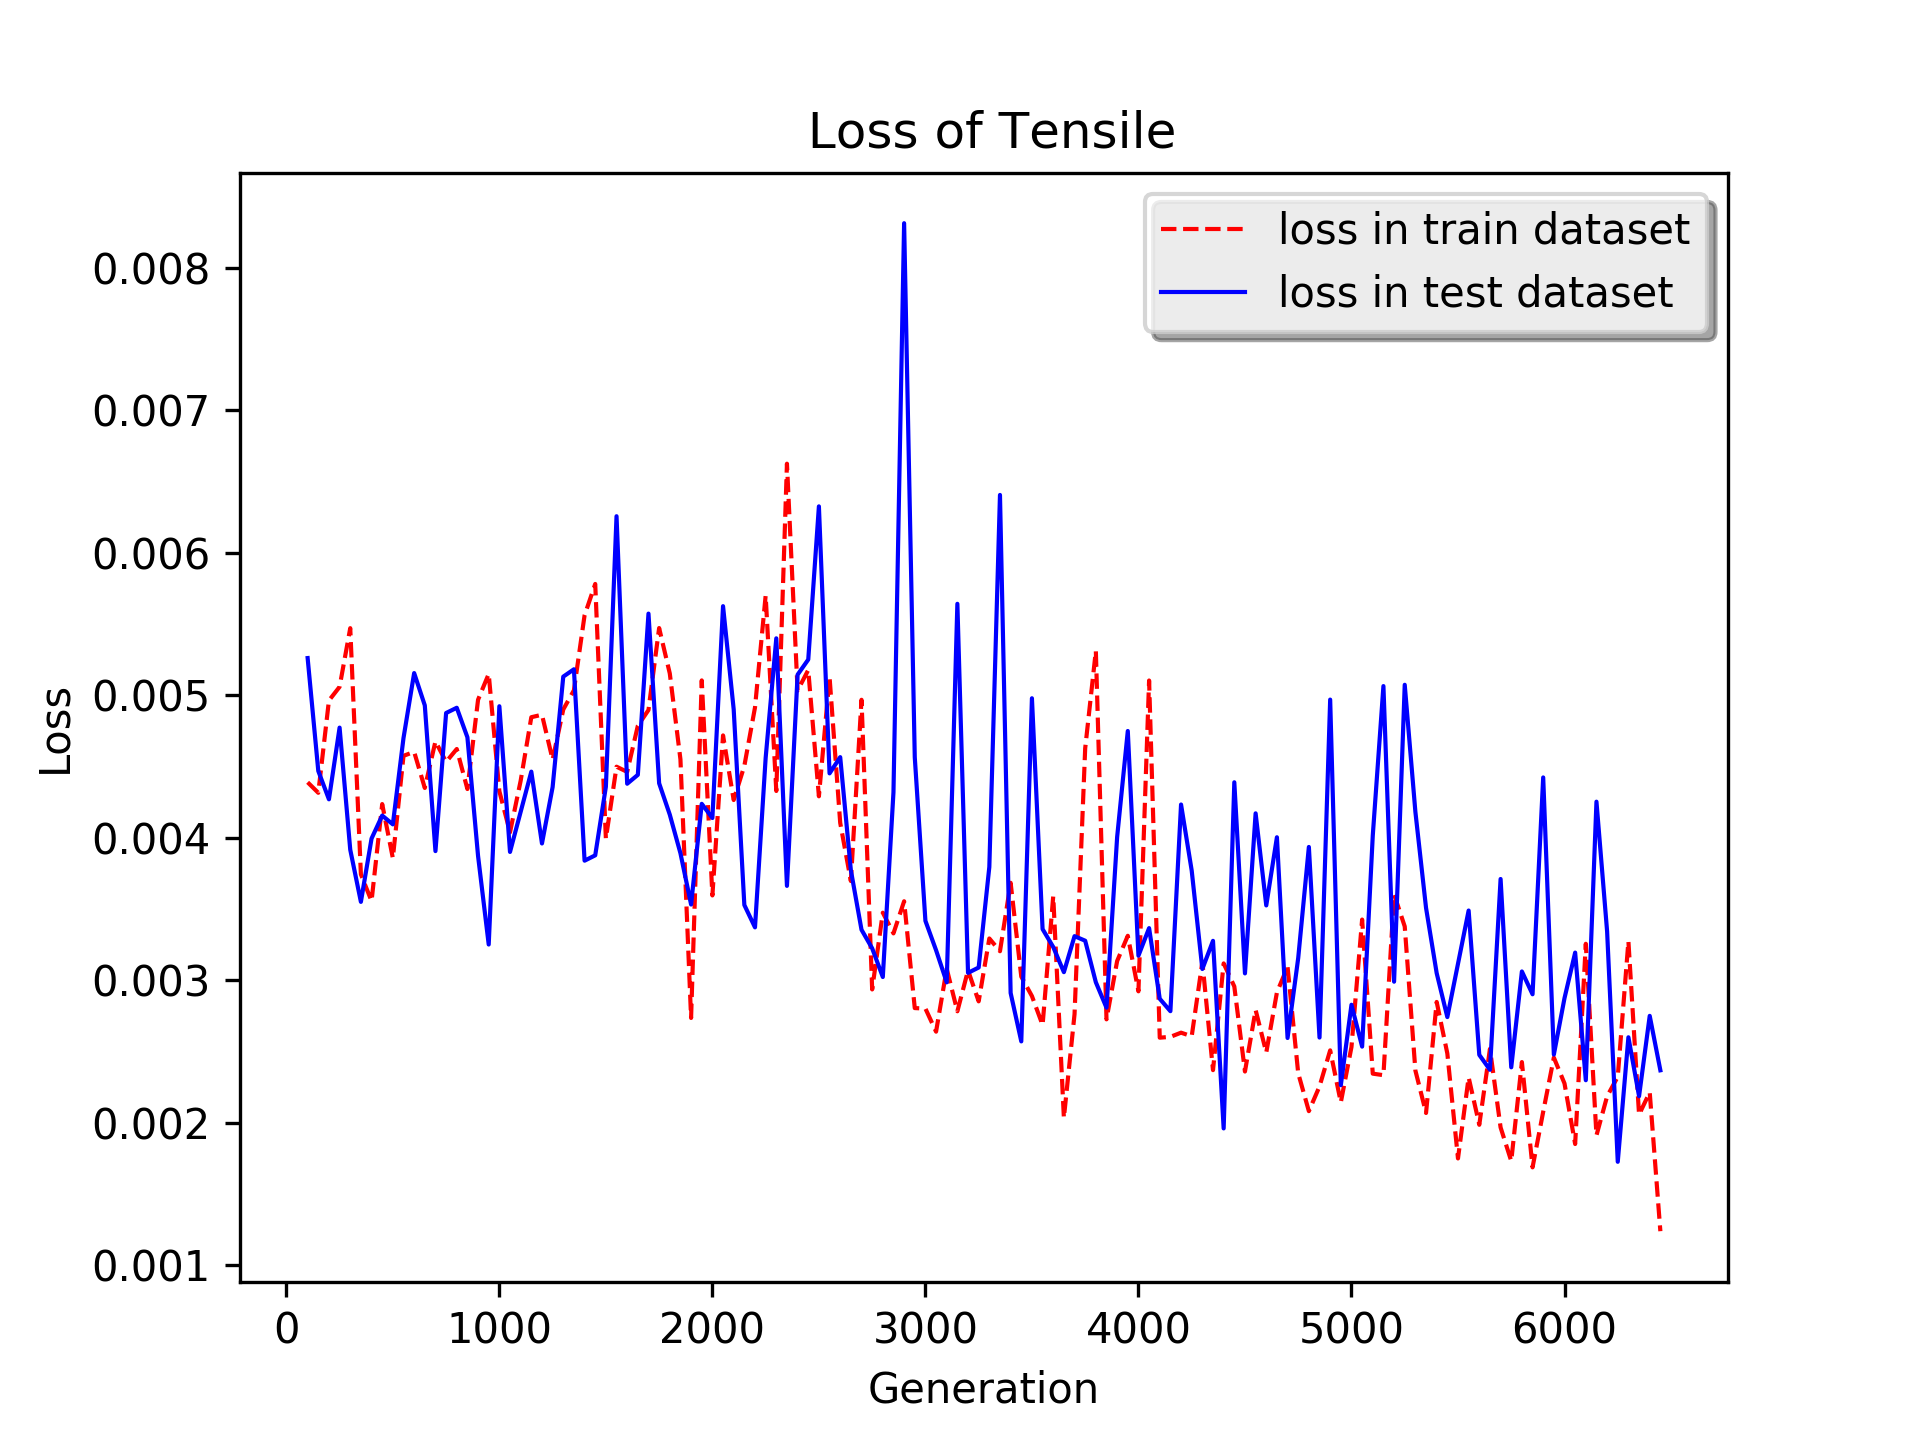 Loss of Tensile
loss in train dataset
loss in test dataset
Loss
0.008
0.007
0.006
0.005
0.004
0.003
0.002
0.001
0 1000 2000 3000 4000 5000 6000
Generation